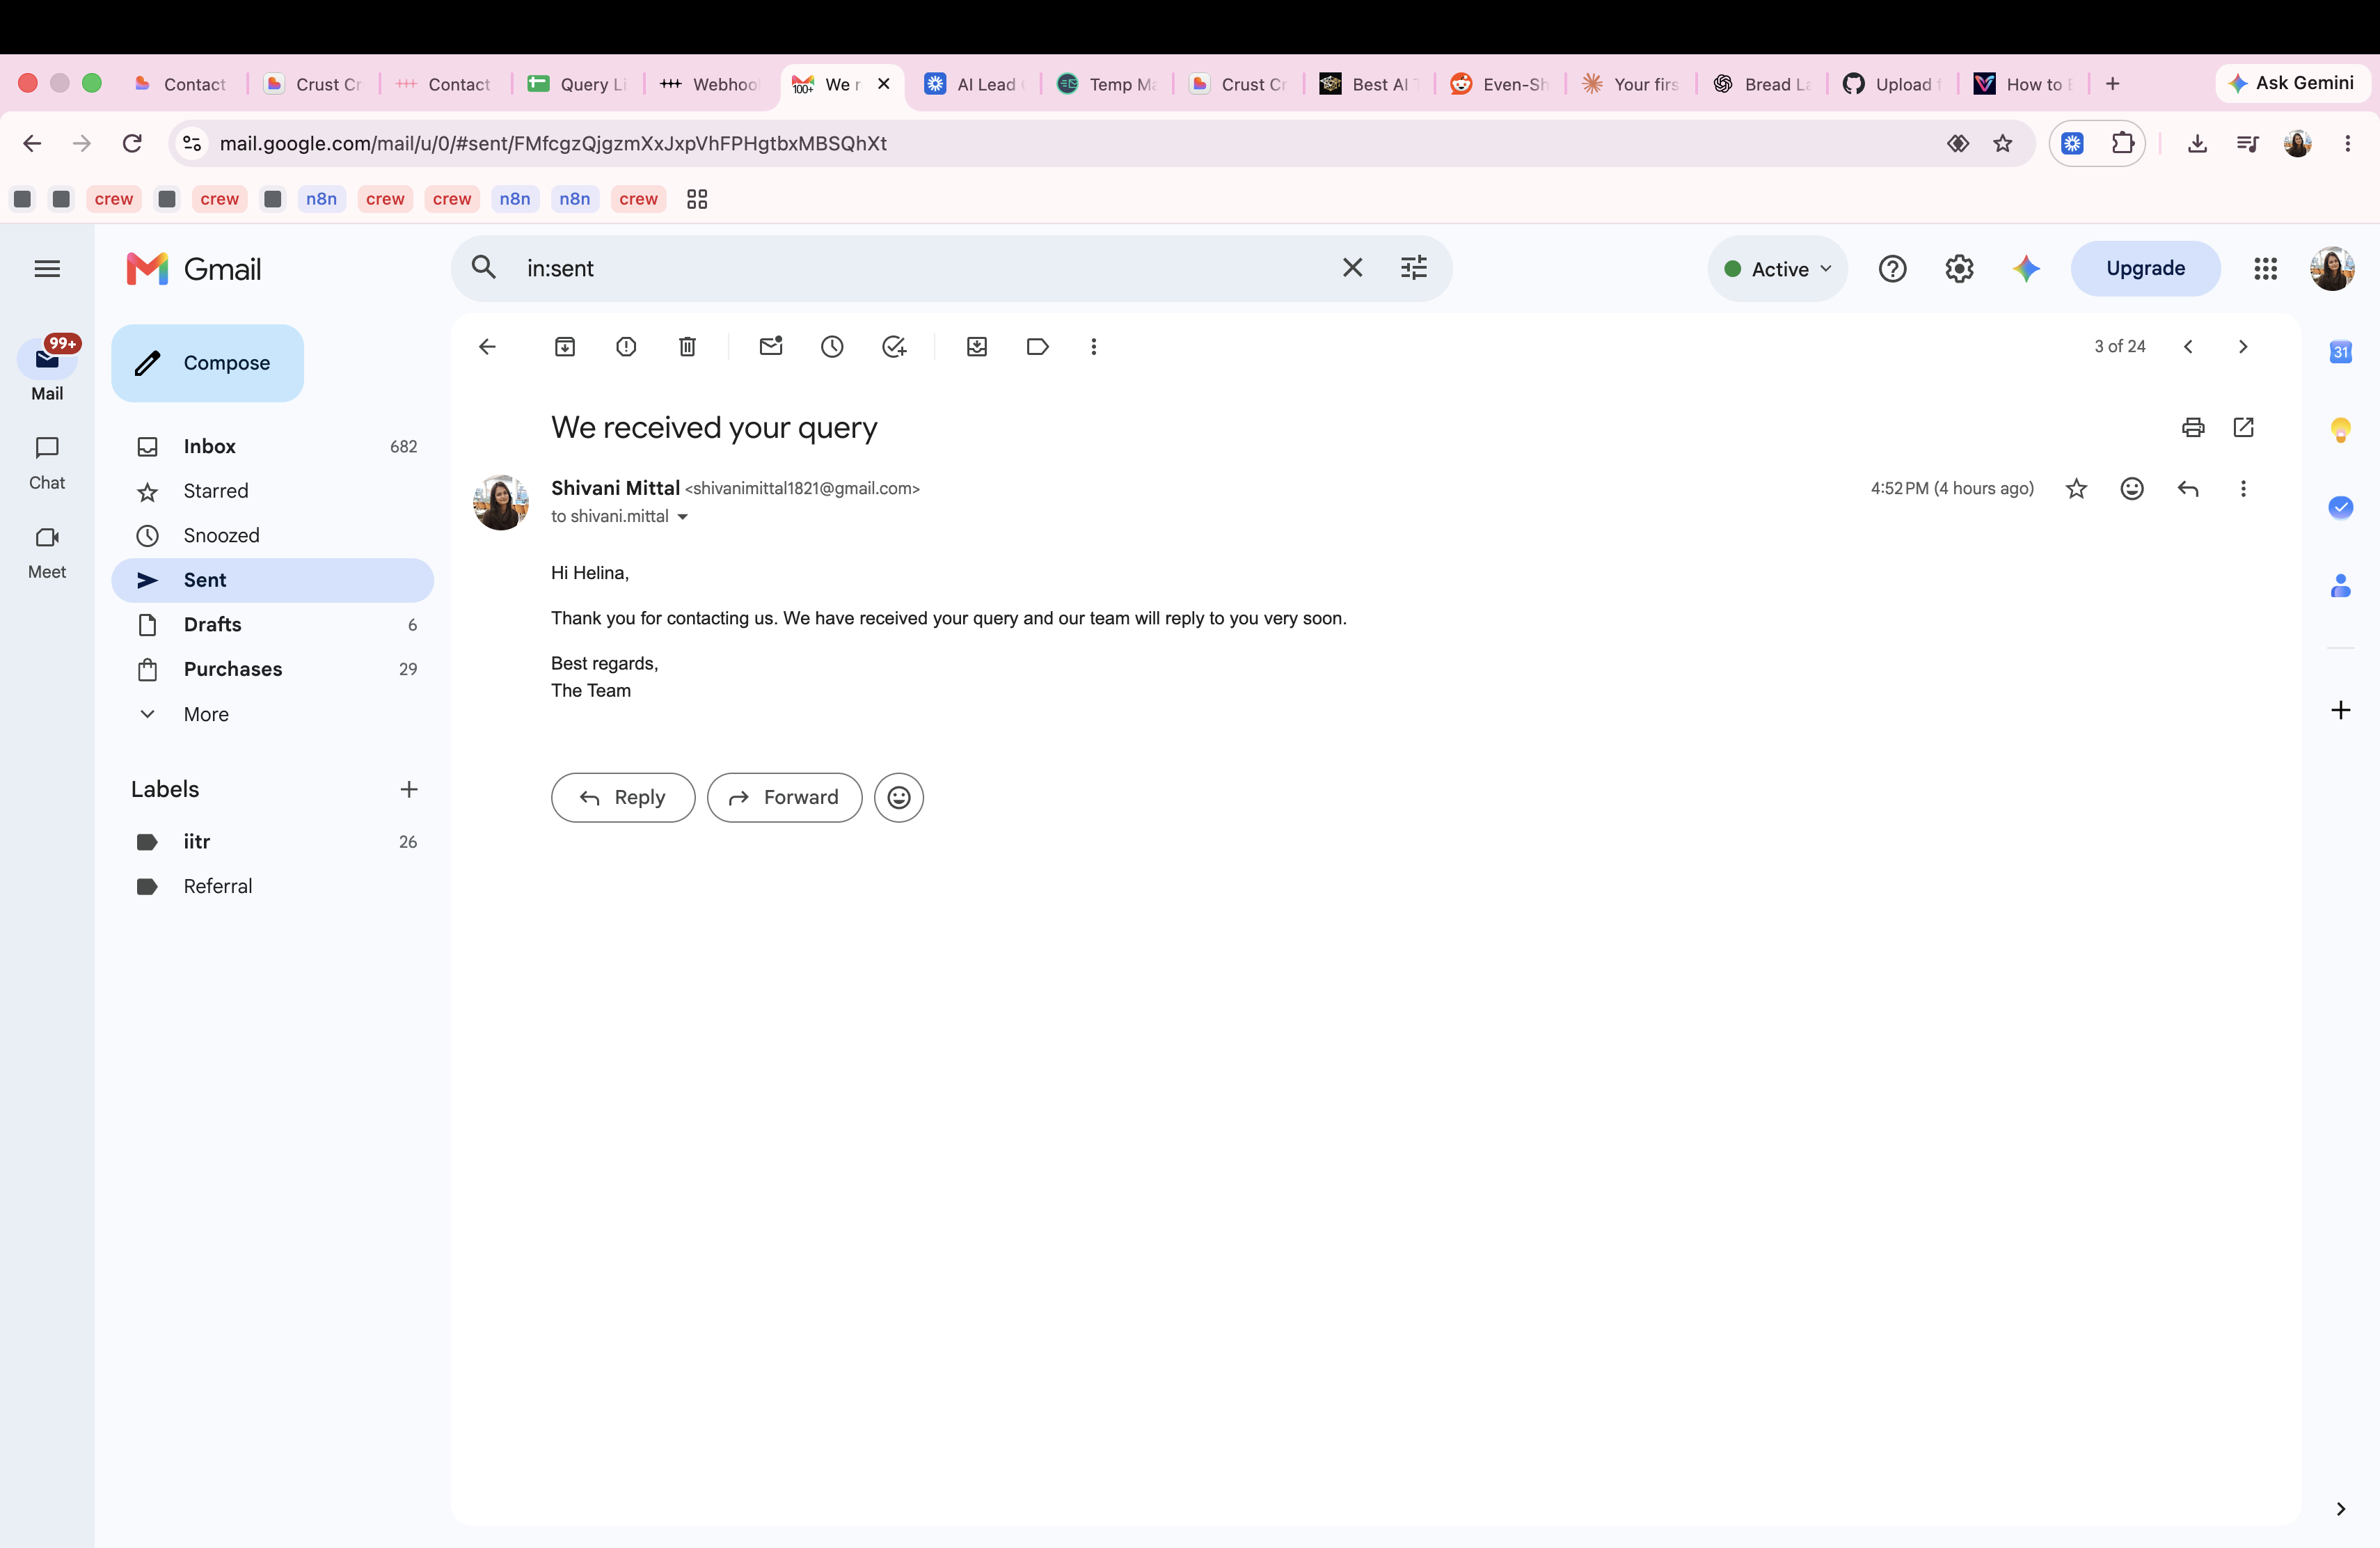 Contact
Crust Cr
Contact
Query Li
Webhoo
We r
AI Lead
Temp Ma
Crust Cr
Best AI T
Even-Sh
Your firs
Bread La
Upload f
How to B
Ask Gemini
mail.google.com/mail/u/0/#sent/FMfcgzQjgzmXxJxpVhFPHgtbxMBSQhXt
crew
crew
n8n
crew
crew
n8n
n8n
crew
Gmail
in:sent
Active
Upgrade
99+
Mail
Chat
Meet
Compose
Inbox 682
Starred
Snoozed
Sent
Drafts 6
Purchases 29
More
Labels
iitr 26
Referral
3 of 24
We received your query
Shivani Mittal <shivanimittal1821@gmail.com>
4:52 PM (4 hours ago)
to shivani.mittal
Hi Helina,
Thank you for contacting us. We have received your query and our team will reply to you very soon.
Best regards,
The Team
Reply
Forward
31
100+